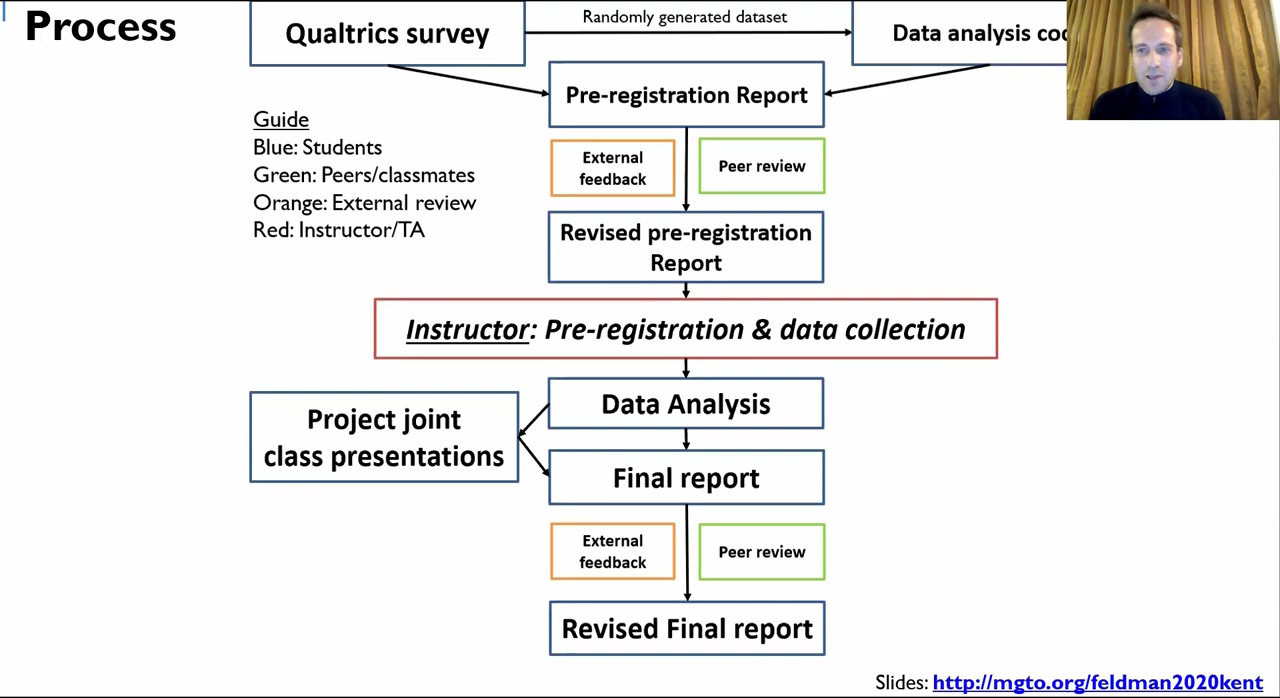 Process
Qualtrics survey
Randomly generated dataset
Data analysis
Pre-registration Report
Guide
Blue: Students
Green: Peers/classmates
Orange: External review
Red: Instructor/TA
External
feedback
Peer review
Revised pre-registration
Report
Instructor: Pre-registration & data collection
Data Analysis
Project joint
class presentations
Final report
External
feedback
Peer review
Revised Final report
Slides: http://mgto.org/feldman2020kent